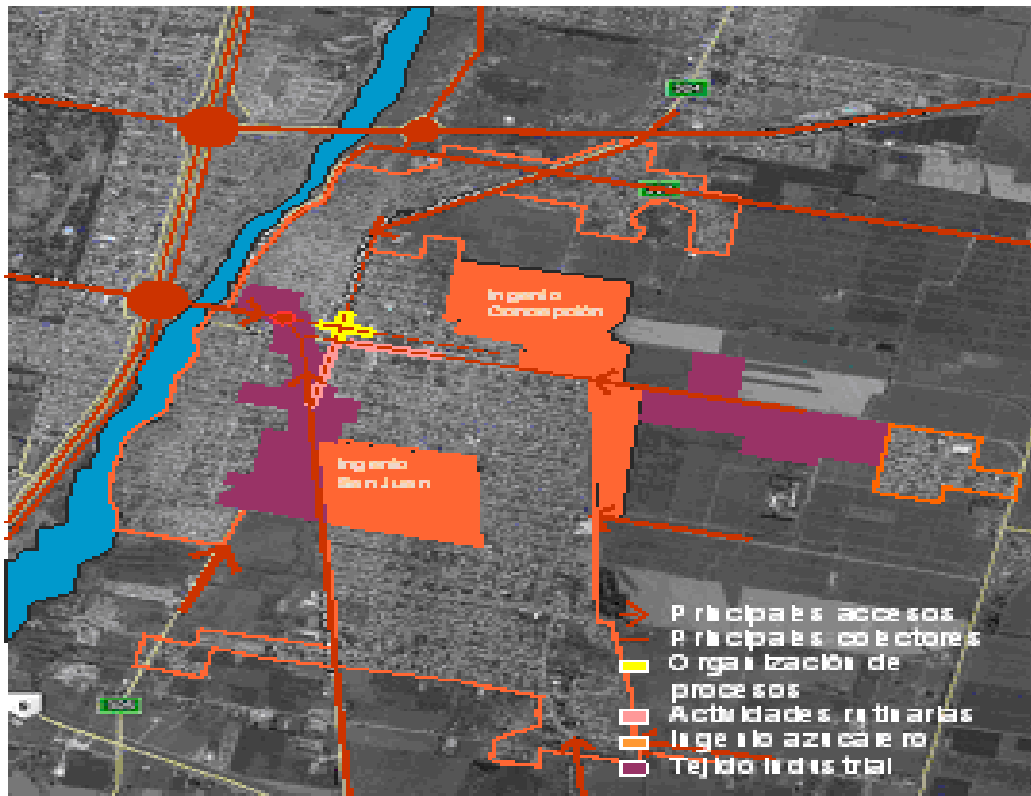 Ingenio
Concepción
Ingenio
San Juan
Principales accesos
Principales colectores
Organización de
procesos
Actividades rutinarias
Ingenio azucarero
Tejido industrial